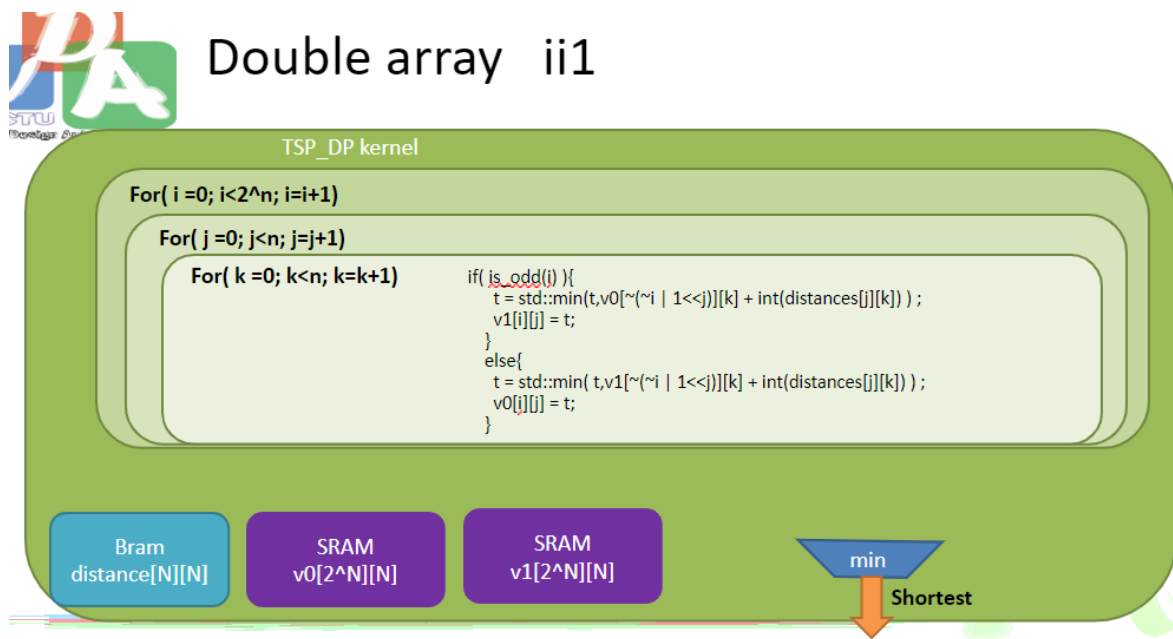 Double array ii1
TSP_DP kernel
For( i =0; i<2^n; i=i+1)
For( j =0; j<n; j=j+1)
For( k =0; k<n; k=k+1)
if( is_odd(i) ){
t = std::min(t,v0[~(~i | 1<<j)][k] + int(distances[j][k]) ) ;
v1[i][j] = t;
}
else{
t = std::min( t,v1[~(~i | 1<<j)][k] + int(distances[j][k]) ) ;
v0[i][j] = t;
}
Bram
distance[N][N]
SRAM
v0[2^N][N]
SRAM
v1[2^N][N]
min
Shortest